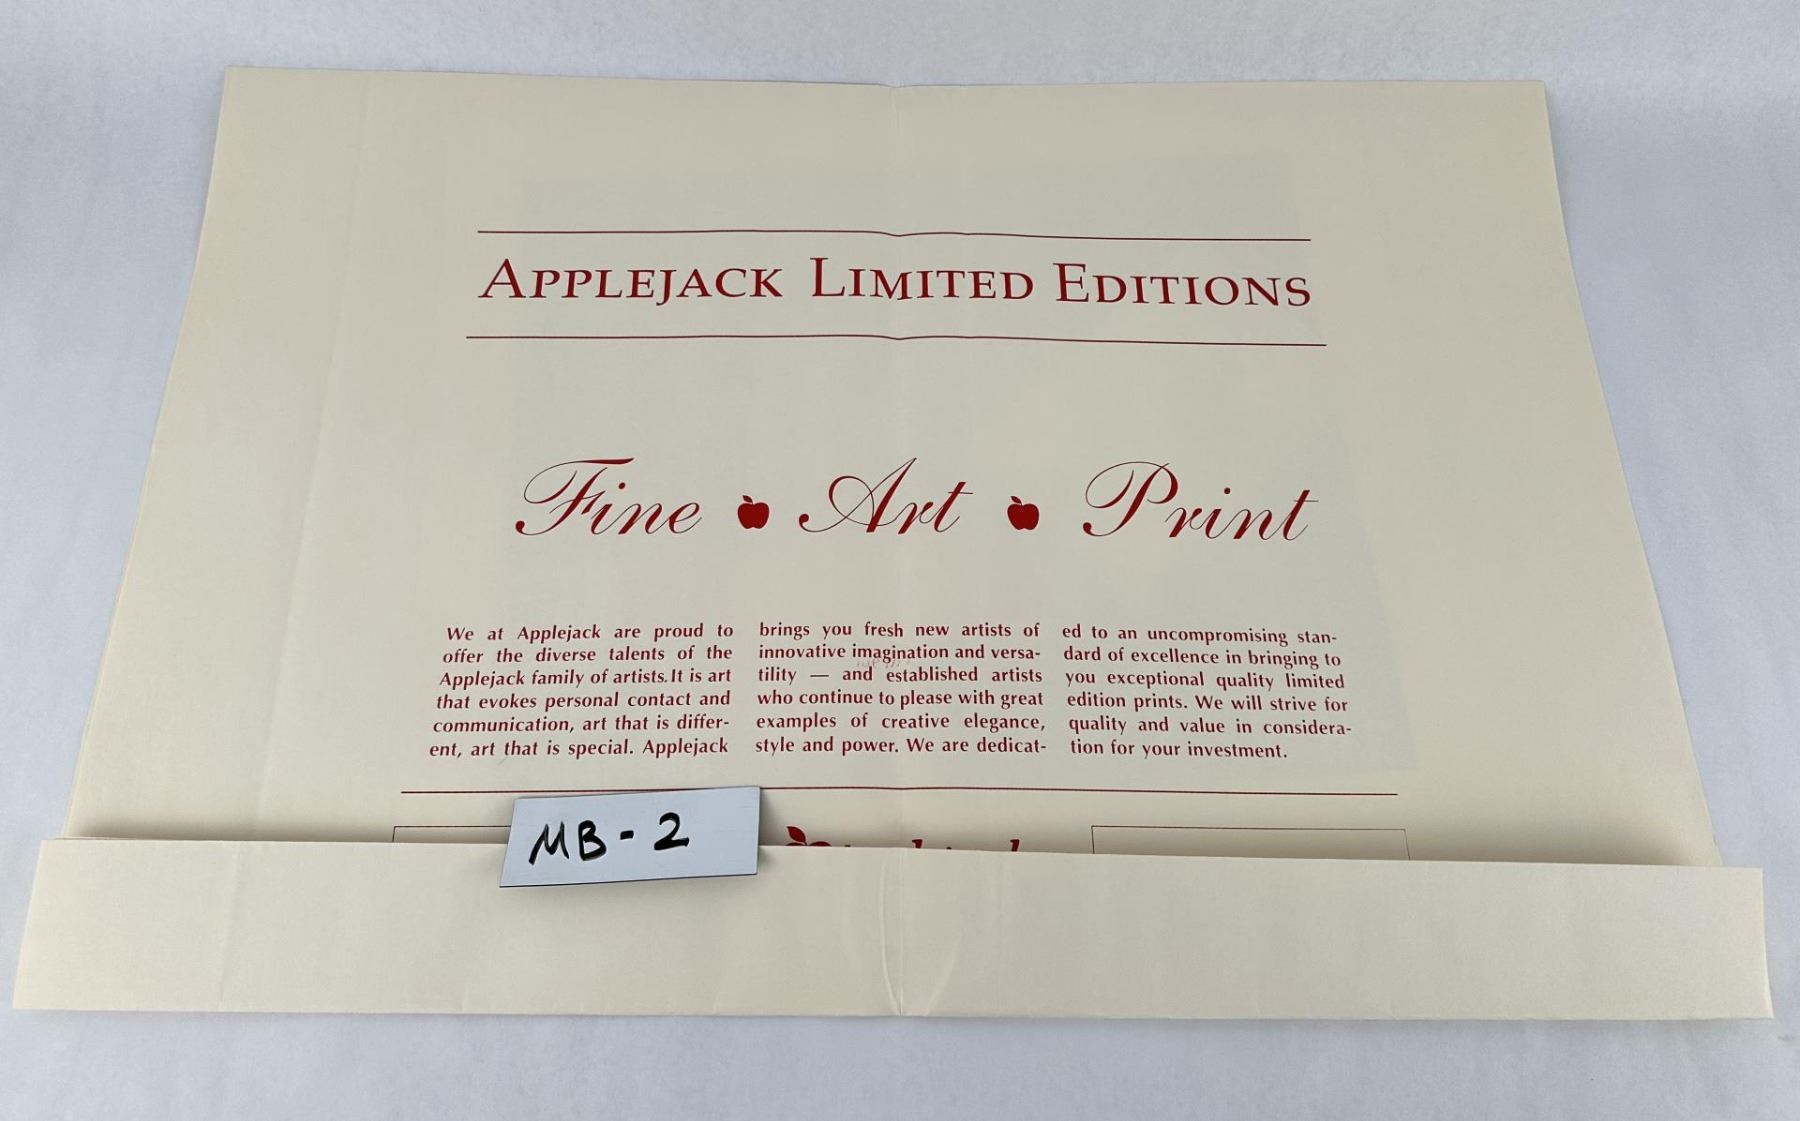 APPLEJACK LIMITED EDITIONS
Fine Art Print
We at Applejack are proud to
offer the diverse talents of the
Applejack family of artists. It is art
that evokes personal contact and
communication, art that is differ-
ent, art that is special. Applejack
brings you fresh new artists of
innovative imagination and versa-
tility — and established artists
who continue to please with great
examples of creative elegance,
style and power. We are dedicat-
ed to an uncompromising stan-
dard of excellence in bringing to
you exceptional quality limited
edition prints. We will strive for
quality and value in considera-
tion for your investment.
MB-2